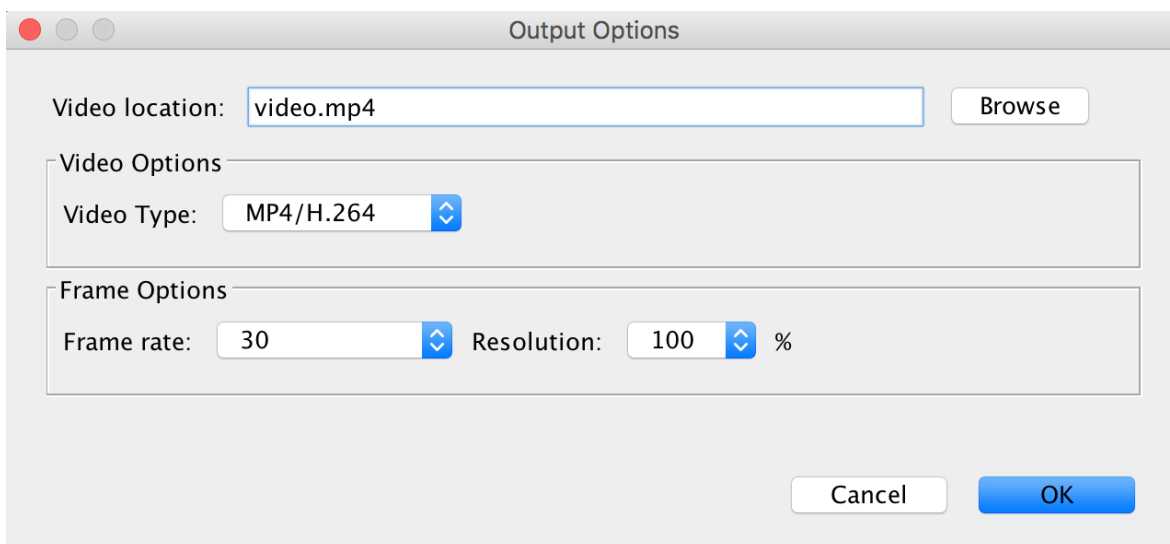 Output Options
Video location: video.mp4 Browse
Video Options
Video Type: MP4/H.264
Frame Options
Frame rate: 30 Resolution: 100 %
Cancel OK